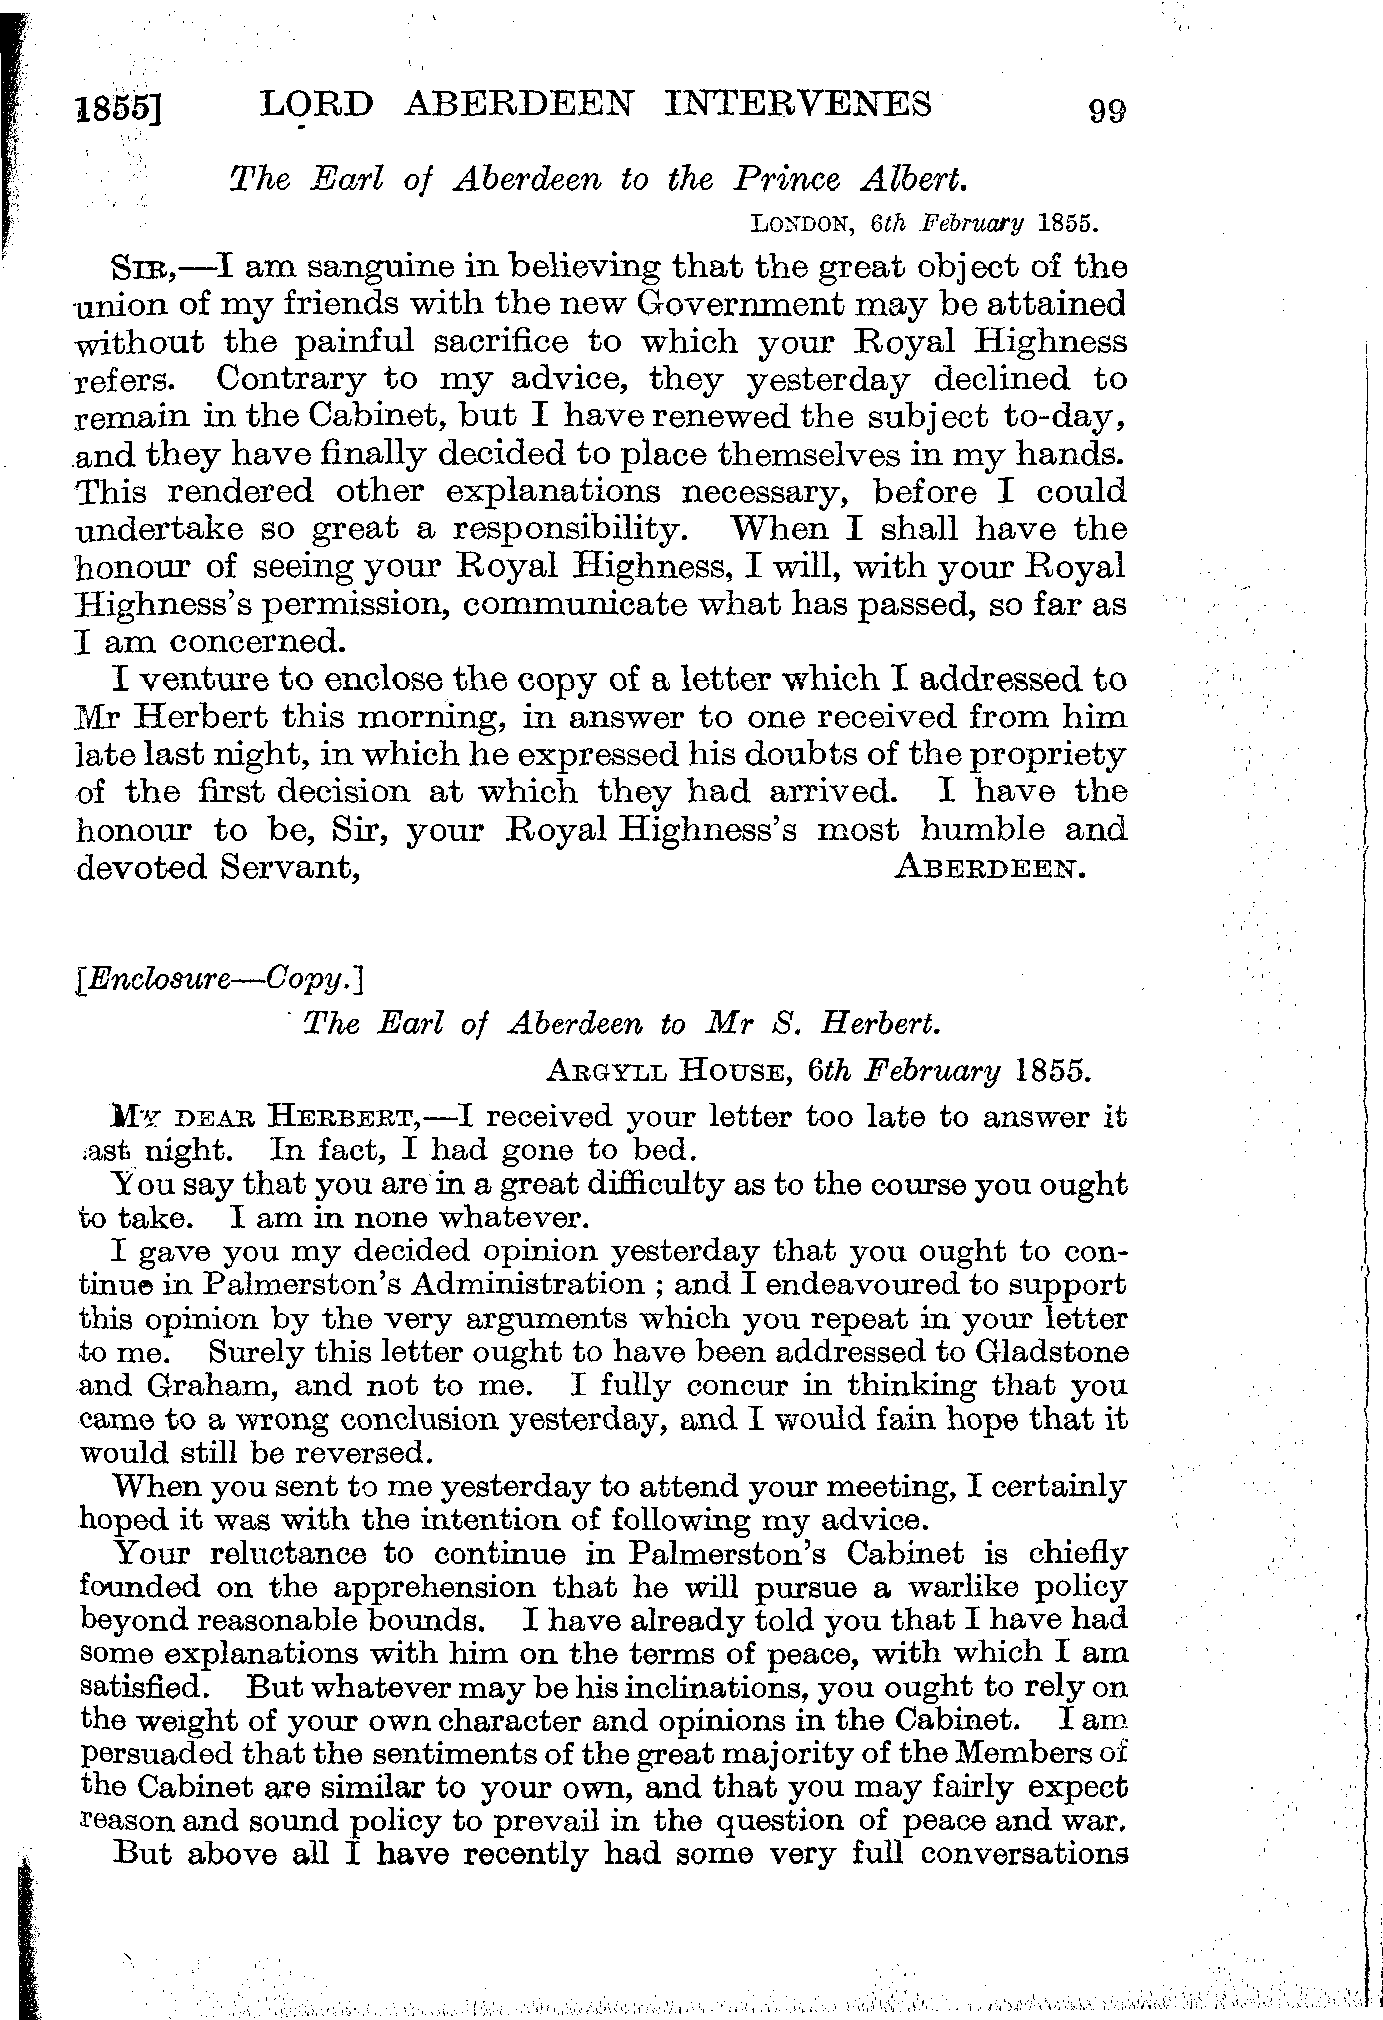 1855] LORD ABERDEEN INTERVENES 99
The Earl of Aberdeen to the Prince Albert.
LONDON, 6th February 1855.
SIR,—I am sanguine in believing that the great object of the
union of my friends with the new Government may be attained
without the painful sacrifice to which your Royal Highness
refers. Contrary to my advice, they yesterday declined to
remain in the Cabinet, but I have renewed the subject to-day,
and they have finally decided to place themselves in my hands.
This rendered other explanations necessary, before I could
undertake so great a responsibility. When I shall have the
honour of seeing your Royal Highness, I will, with your Royal
Highness's permission, communicate what has passed, so far as
I am concerned.
I venture to enclose the copy of a letter which I addressed to
Mr Herbert this morning, in answer to one received from him
late last night, in which he expressed his doubts of the propriety
of the first decision at which they had arrived. I have the
honour to be, Sir, your Royal Highness's most humble and
devoted Servant, ABERDEEN.
[Enclosure—Copy.]
The Earl of Aberdeen to Mr S. Herbert.
ARGYLL HOUSE, 6th February 1855.
MY DEAR HERBERT,—I received your letter too late to answer it
ast night. In fact, I had gone to bed.
You say that you are in a great difficulty as to the course you ought
to take. I am in none whatever.
I gave you my decided opinion yesterday that you ought to con-
tinue in Palmerston's Administration ; and I endeavoured to support
this opinion by the very arguments which you repeat in your letter
to me. Surely this letter ought to have been addressed to Gladstone
and Graham, and not to me. I fully concur in thinking that you
came to a wrong conclusion yesterday, and I would fain hope that it
would still be reversed.
When you sent to me yesterday to attend your meeting, I certainly
hoped it was with the intention of following my advice.
Your reluctance to continue in Palmerston's Cabinet is chiefly
founded on the apprehension that he will pursue a warlike policy
beyond reasonable bounds. I have already told you that I have had
some explanations with him on the terms of peace, with which I am
satisfied. But whatever may be his inclinations, you ought to rely on
the weight of your own character and opinions in the Cabinet. I am
persuaded that the sentiments of the great majority of the Members of
the Cabinet are similar to your own, and that you may fairly expect
reason and sound policy to prevail in the question of peace and war.
But above all I have recently had some very full conversations